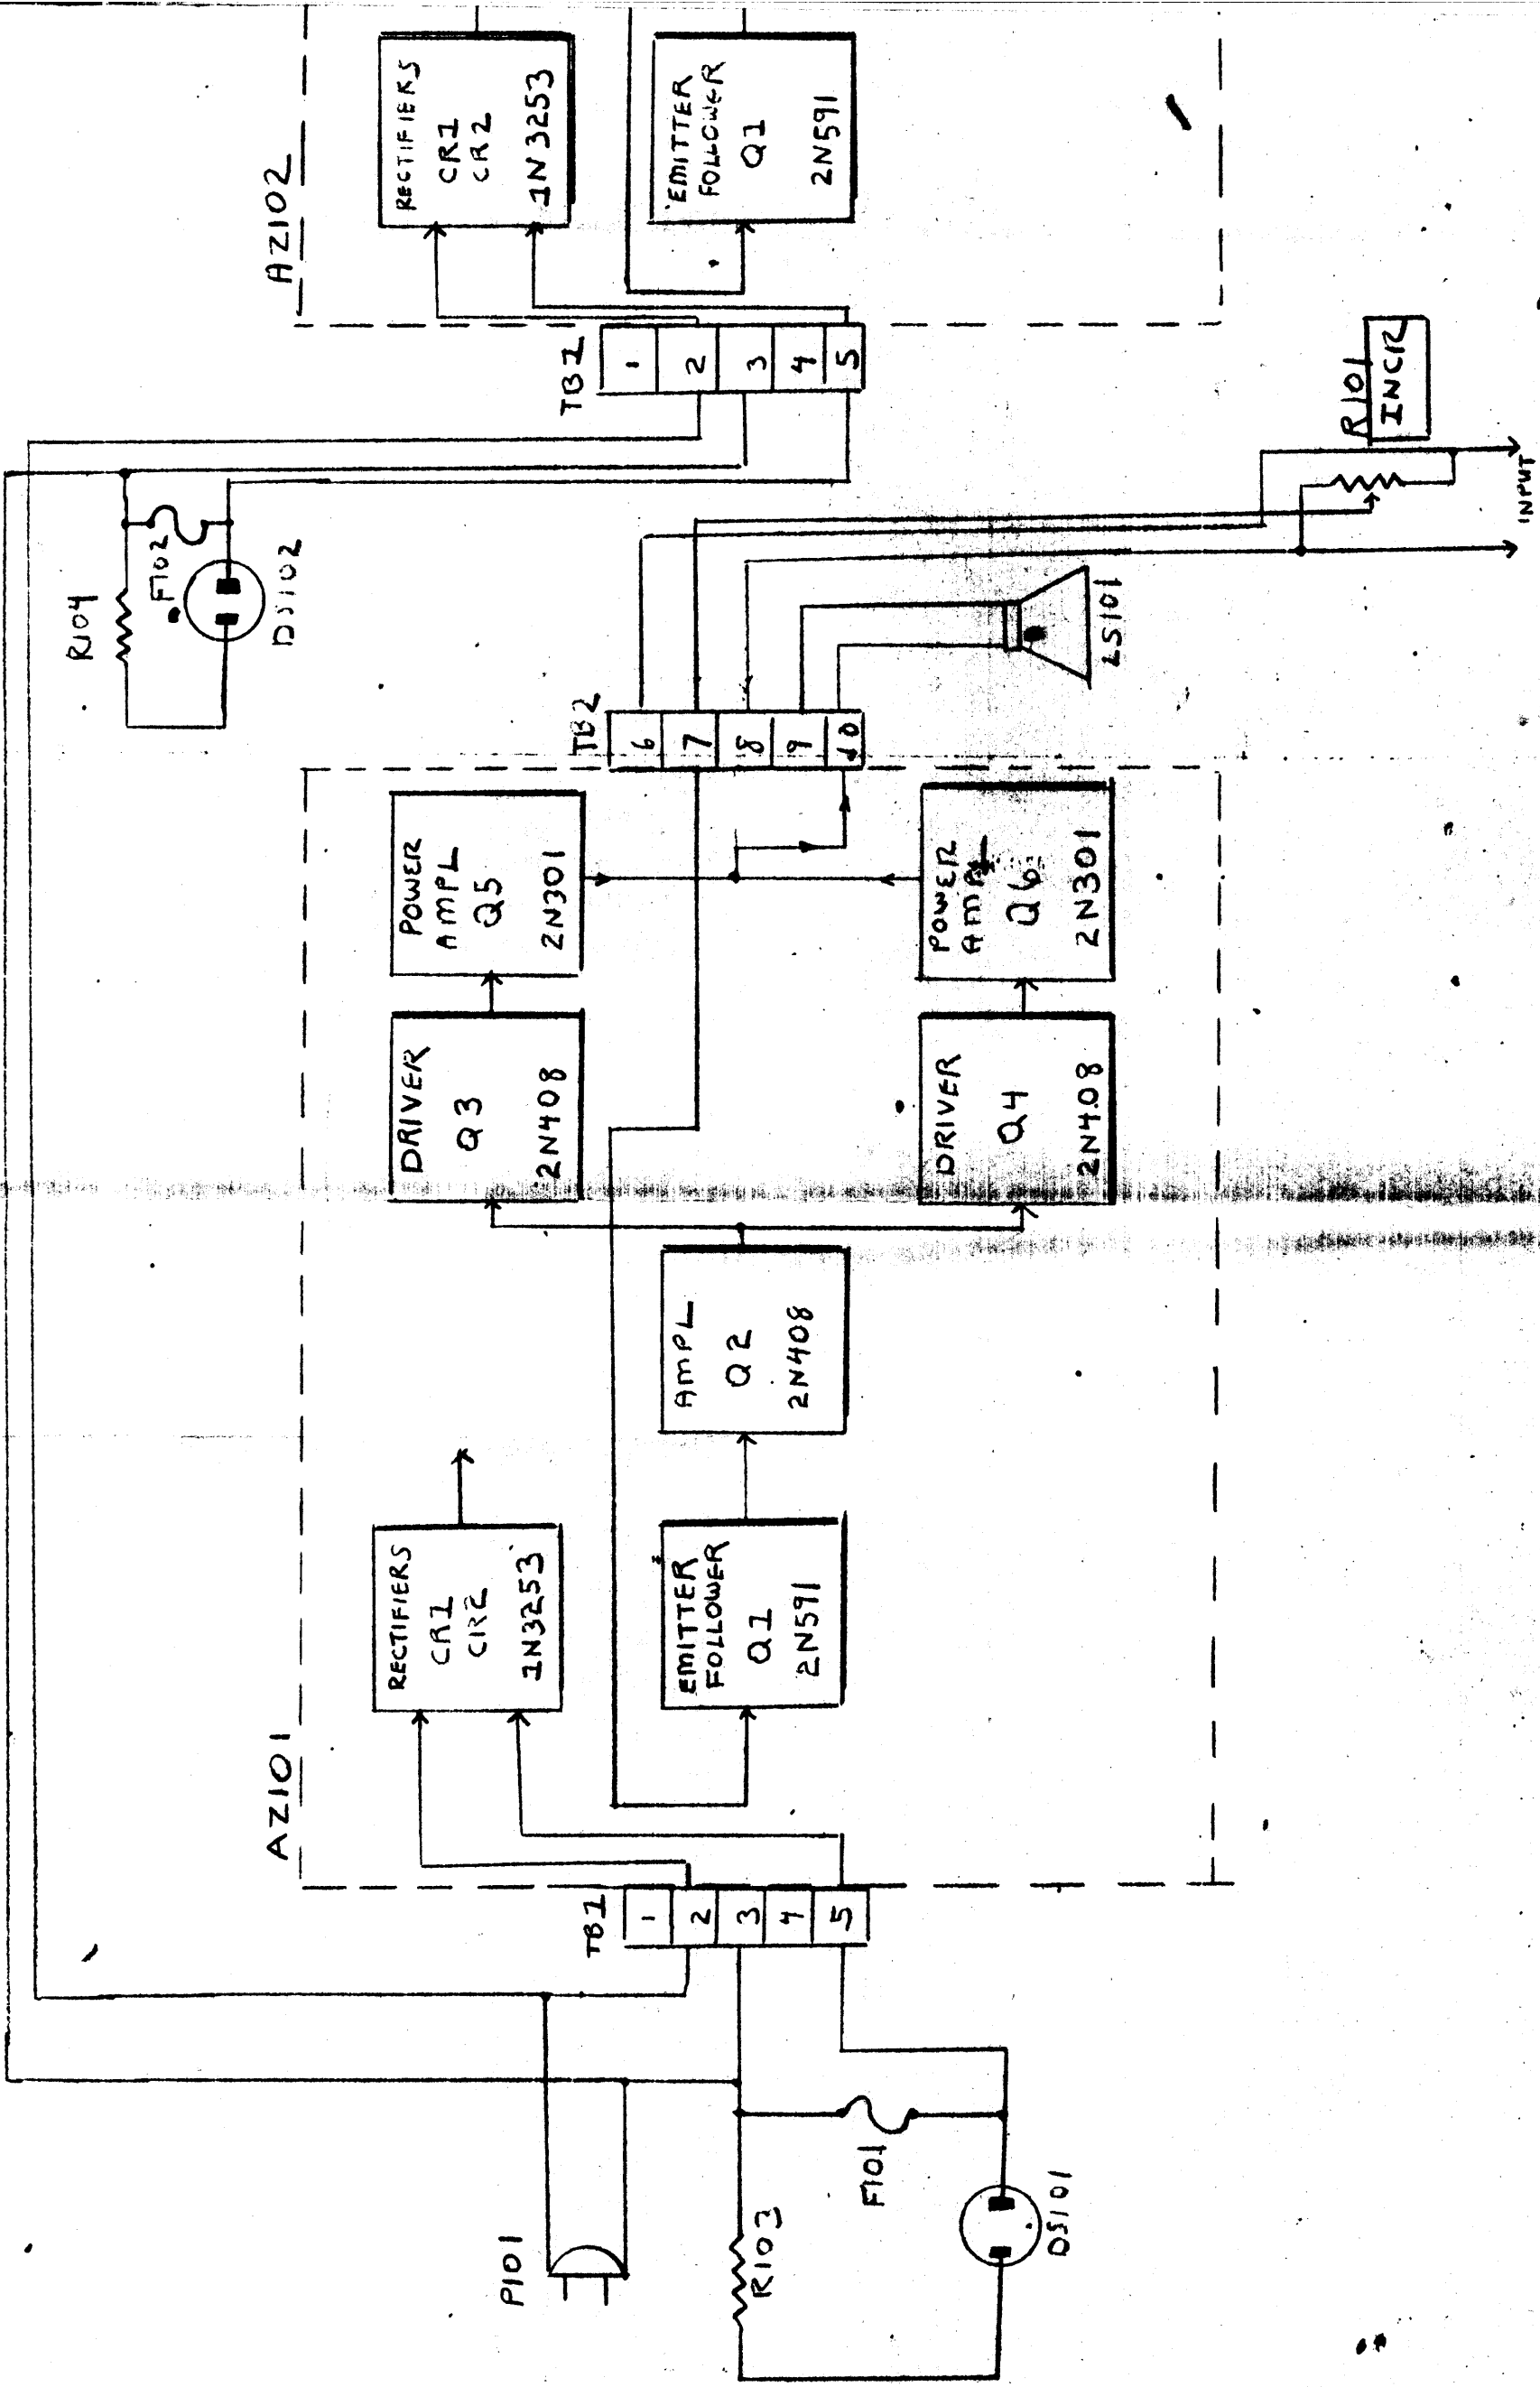 AZ101
AZ102
P101
R103
F101
DS101
TB1
1
2
3
4
5
RECTIFIERS
CR1
CR2
1N3253
EMITTER
FOLLOWER
Q1
2N591
AMPL
Q2
2N408
DRIVER
Q3
2N408
DRIVER
Q4
2N408
POWER
AMPL
Q5
2N301
POWER
AMPL
Q6
2N301
TB2
6
7
8
9
10
R104
F102
DS102
LS101
INPUT
R101
INCR
TB1
1
2
3
4
5
RECTIFIERS
CR1
CR2
1N3253
EMITTER
FOLLOWER
Q1
2N591